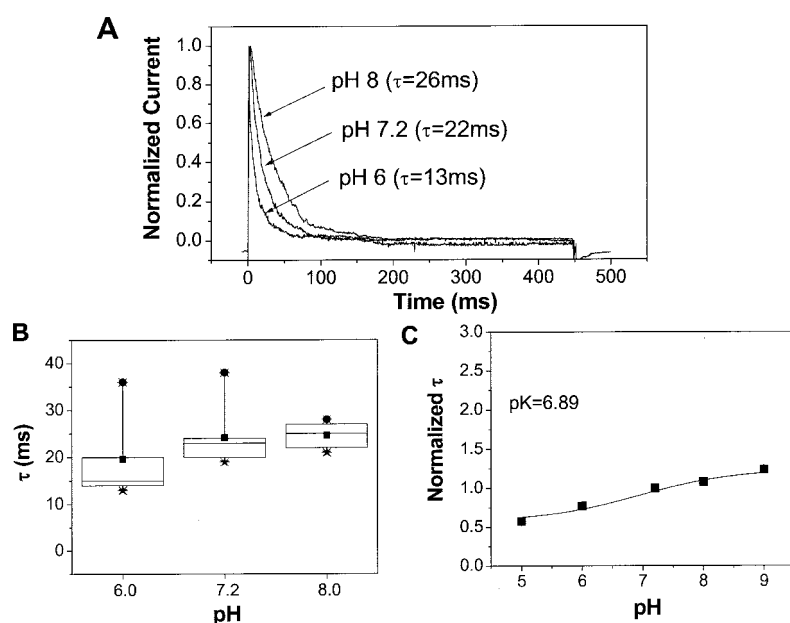 A
Normalized Current
1.0
0.8
0.6
0.4
0.2
0.0
pH 8 (τ=26ms)
pH 7.2 (τ=22ms)
pH 6 (τ=13ms)
0 100 200 300 400 500
Time (ms)
B
τ (ms)
40
30
20
10
0
6.0 7.2 8.0
pH
C
Normalized τ
3.0
2.5
2.0
1.5
1.0
0.5
0.0
pK=6.89
5 6 7 8 9
pH